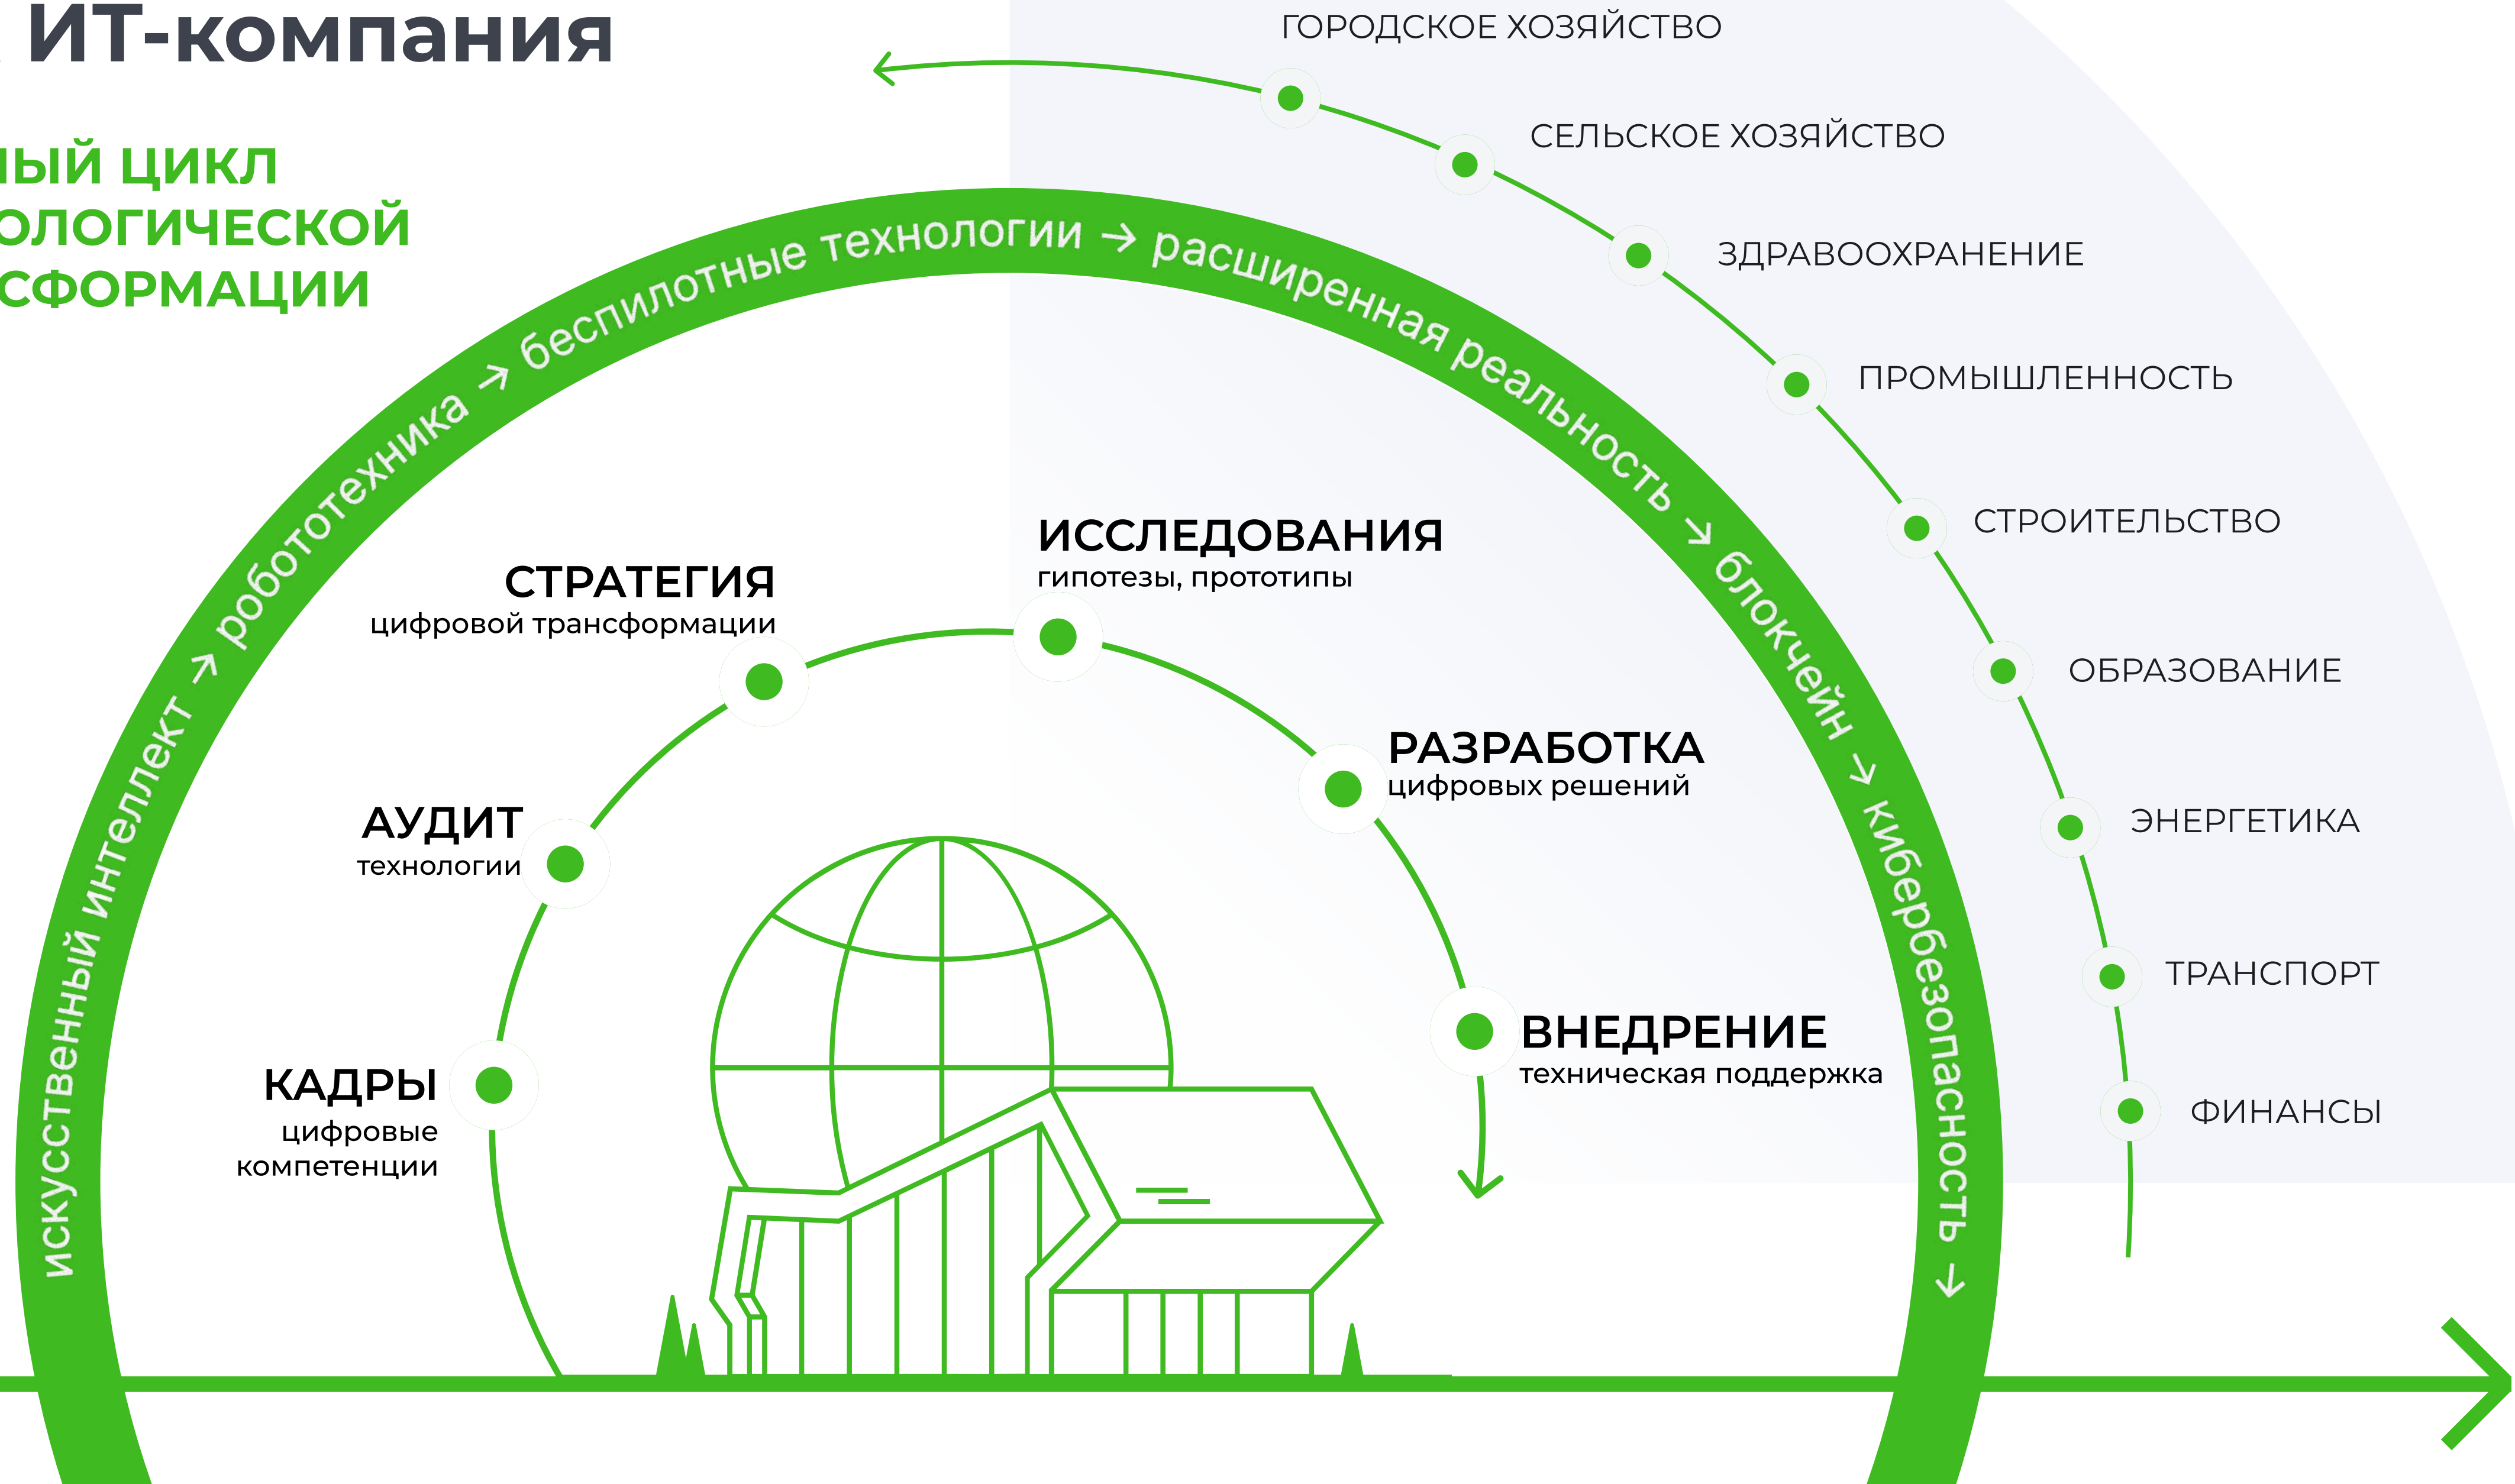 ИТ-компания
НЫЙ ЦИКЛ
ОЛОГИЧЕСКОЙ
СФОРМАЦИИ
искусственный интеллект → робототехника → беспилотные технологии → расширенная реальность → блокчейн → кибербезопасность →
КАДРЫ
цифровые
компетенции
АУДИТ
технологии
СТРАТЕГИЯ
цифровой трансформации
ИССЛЕДОВАНИЯ
гипотезы, прототипы
РАЗРАБОТКА
цифровых решений
ВНЕДРЕНИЕ
техническая поддержка
ГОРОДСКОЕ ХОЗЯЙСТВО
СЕЛЬСКОЕ ХОЗЯЙСТВО
ЗДРАВООХРАНЕНИЕ
ПРОМЫШЛЕННОСТЬ
СТРОИТЕЛЬСТВО
ОБРАЗОВАНИЕ
ЭНЕРГЕТИКА
ТРАНСПОРТ
ФИНАНСЫ